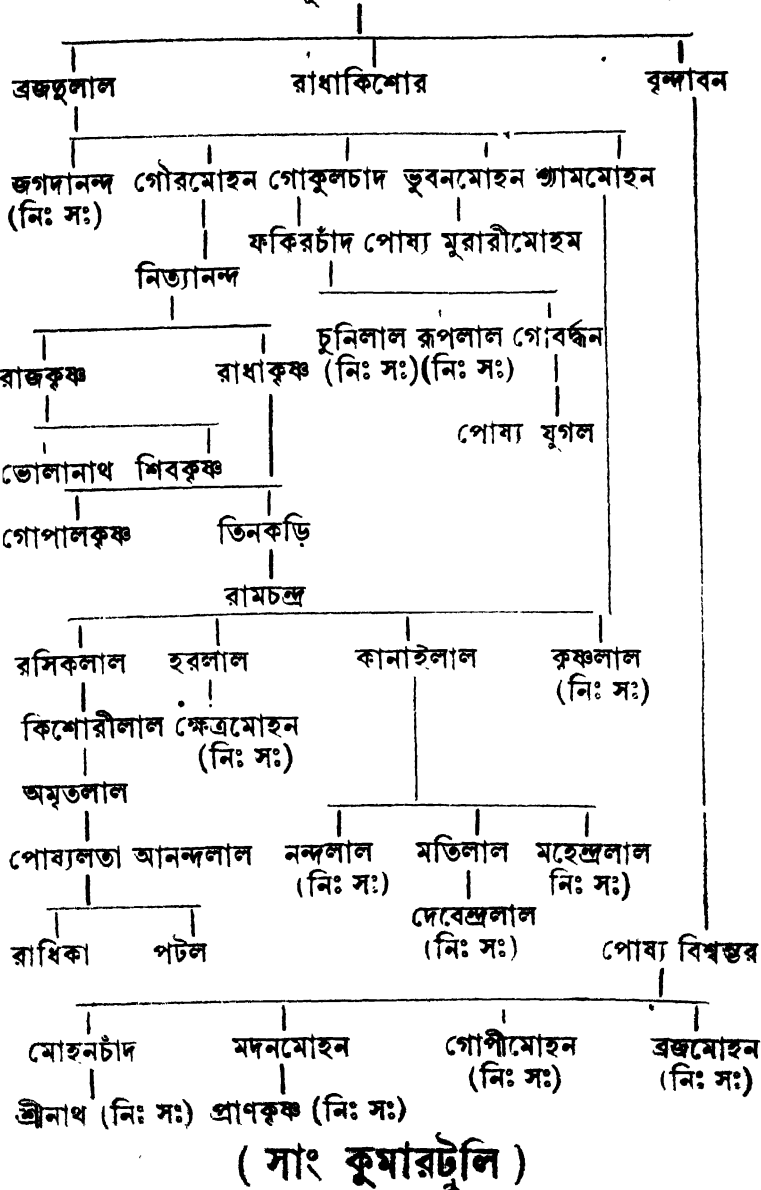 ব্রজদুলাল রাধাকিশোর বৃন্দাবন
জগদানন্দ গৌরমোহন গোকুলচাদ ভুবনমোহন শ্যামমোহন
(নিঃ সঃ)
ফকিরচাঁদ পোষ্য মুরারীমোহম
নিত্যানন্দ
চুনিলাল রূপলাল গোবর্দ্ধন
রাজকৃষ্ণ রাধাকৃষ্ণ (নিঃ সঃ)(নিঃ সঃ)
পোষ্য যুগল
ভোলানাথ শিবকৃষ্ণ
গোপালকৃষ্ণ তিনকড়ি
রামচন্দ্র
রসিকলাল হরলাল কানাইলাল কৃষ্ণলাল
(নিঃ সঃ)
কিশোরীলাল ক্ষেত্রমোহন
(নিঃ সঃ)
অমৃতলাল
পোষ্যলতা আনন্দলাল নন্দলাল মতিলাল মহেন্দ্রলাল
(নিঃ সঃ) নিঃ সঃ)
দেবেন্দ্রলাল
রাধিকা পটল (নিঃ সঃ) পোষ্য বিশ্বম্ভর
মোহনচাঁদ মদনমোহন গোপীমোহন ব্রজমোহন
(নিঃ সঃ) (নিঃ সঃ)
শ্রীনাথ (নিঃ সঃ) প্রাণকৃষ্ণ (নিঃ সঃ)
( সাং কুমারটুলি )